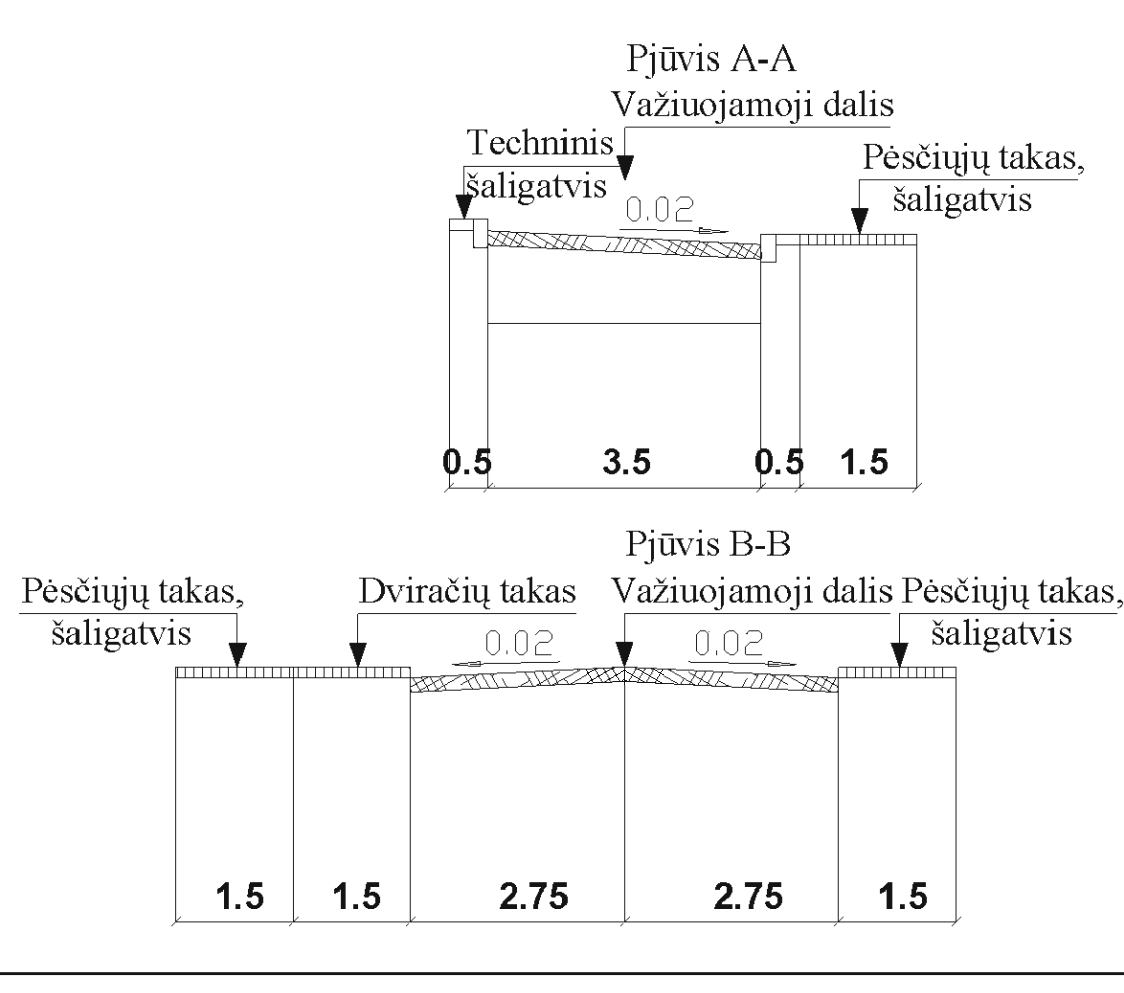 Pjūvis A-A
Važiuojamoji dalis
Techninis
šaligatvis
Pėsčiųjų takas,
šaligatvis
0.02
0.5 3.5 0.5 1.5
Pjūvis B-B
Pėsčiųjų takas,
šaligatvis
Dviračių takas
Važiuojamoji dalis
Pėsčiųjų takas,
šaligatvis
0.02 0.02
1.5 1.5 2.75 2.75 1.5